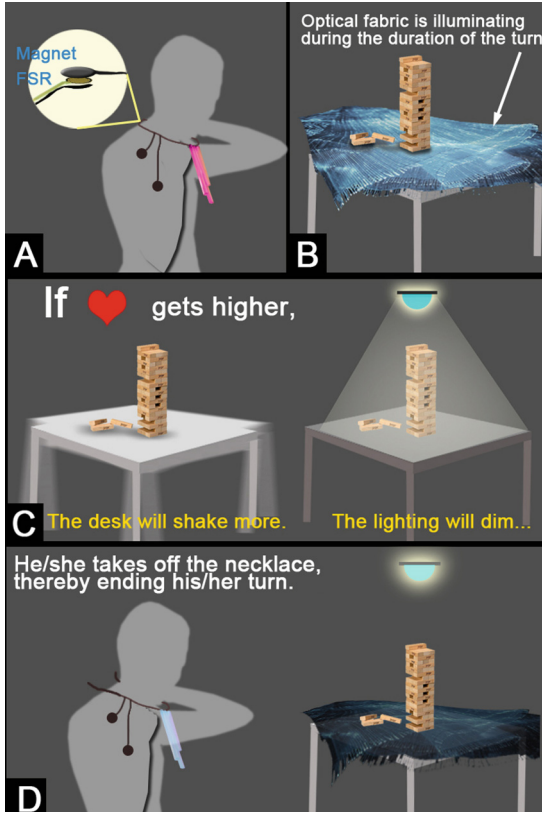 Magnet
FSR
A
Optical fabric is illuminating
during the duration of the turn
B
If
gets higher,
The desk will shake more.
The lighting will dim...
C
He/she takes off the necklace,
thereby ending his/her turn.
D